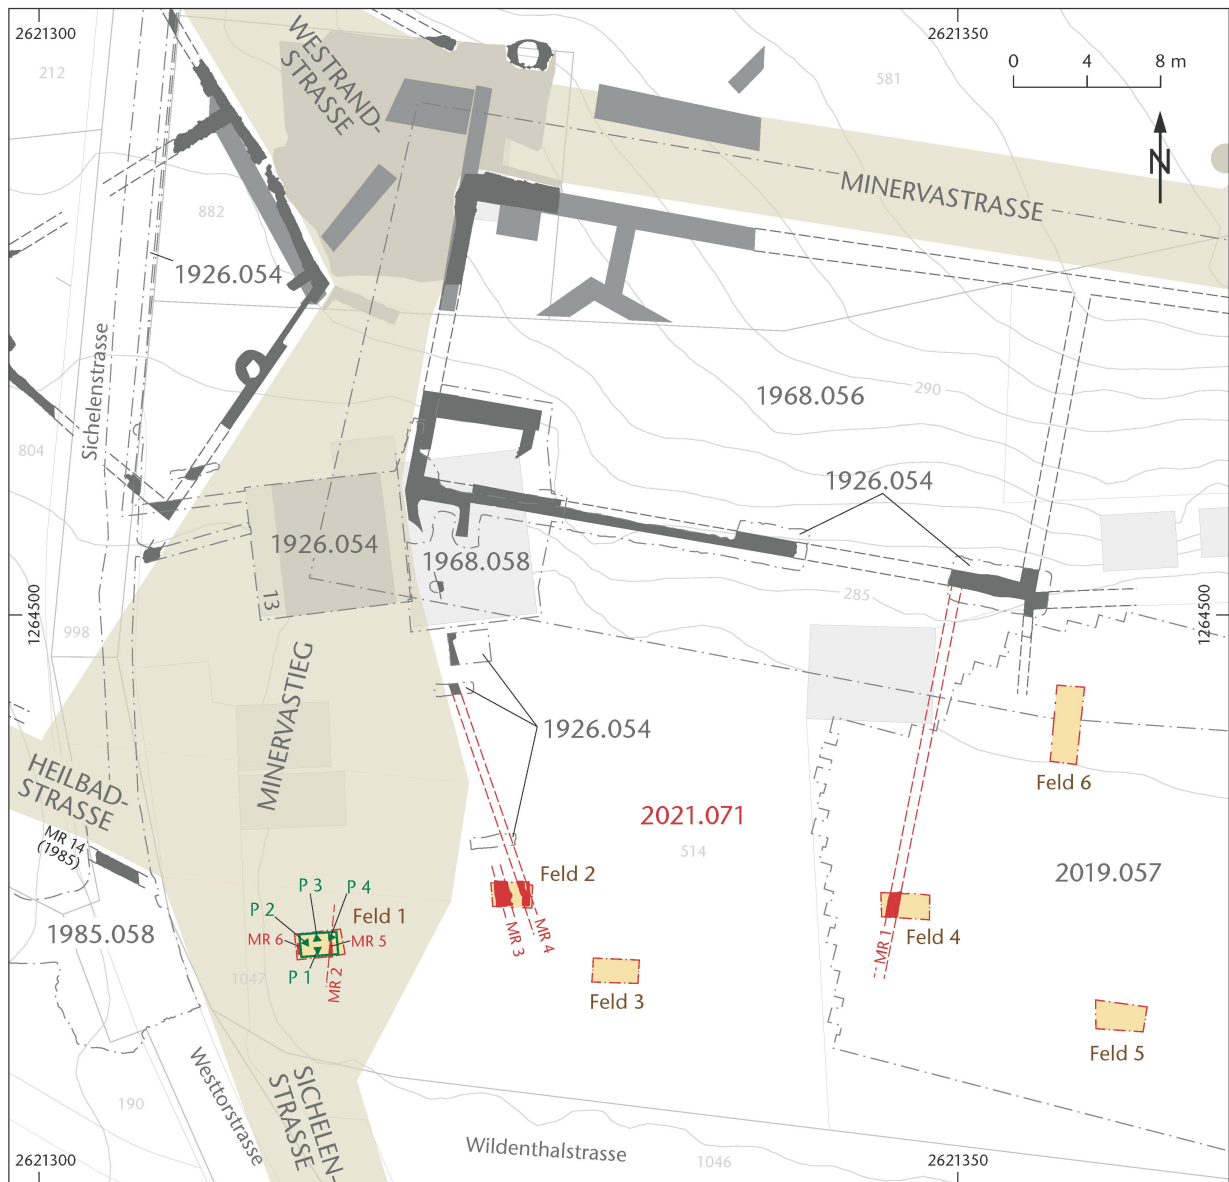 2621300
2621350
0 4 8 m
N
212
581
WESTRAND-
STRASSE
MINERVASTRASSE
882
1926.054
Sichelenstrasse
1968.056
290
804
1926.054
1926.054
1968.058
13
285
1264500
1264500
998
MINERVASTIEG
1926.054
HEILBAD-
STRASSE
Feld 6
2021.071
514
MR 14
(1985)
2019.057
Feld 2
P 3
P 4
P 2
Feld 1
1985.058
MR 6
MR 5
MR 3
MR 4
MR 1
Feld 4
1047
P 1
MR 2
Feld 3
Feld 5
190
Westtorstrasse
SICHELEN-
STRASSE
Wildenthalstrasse
1046
2621300
2621350